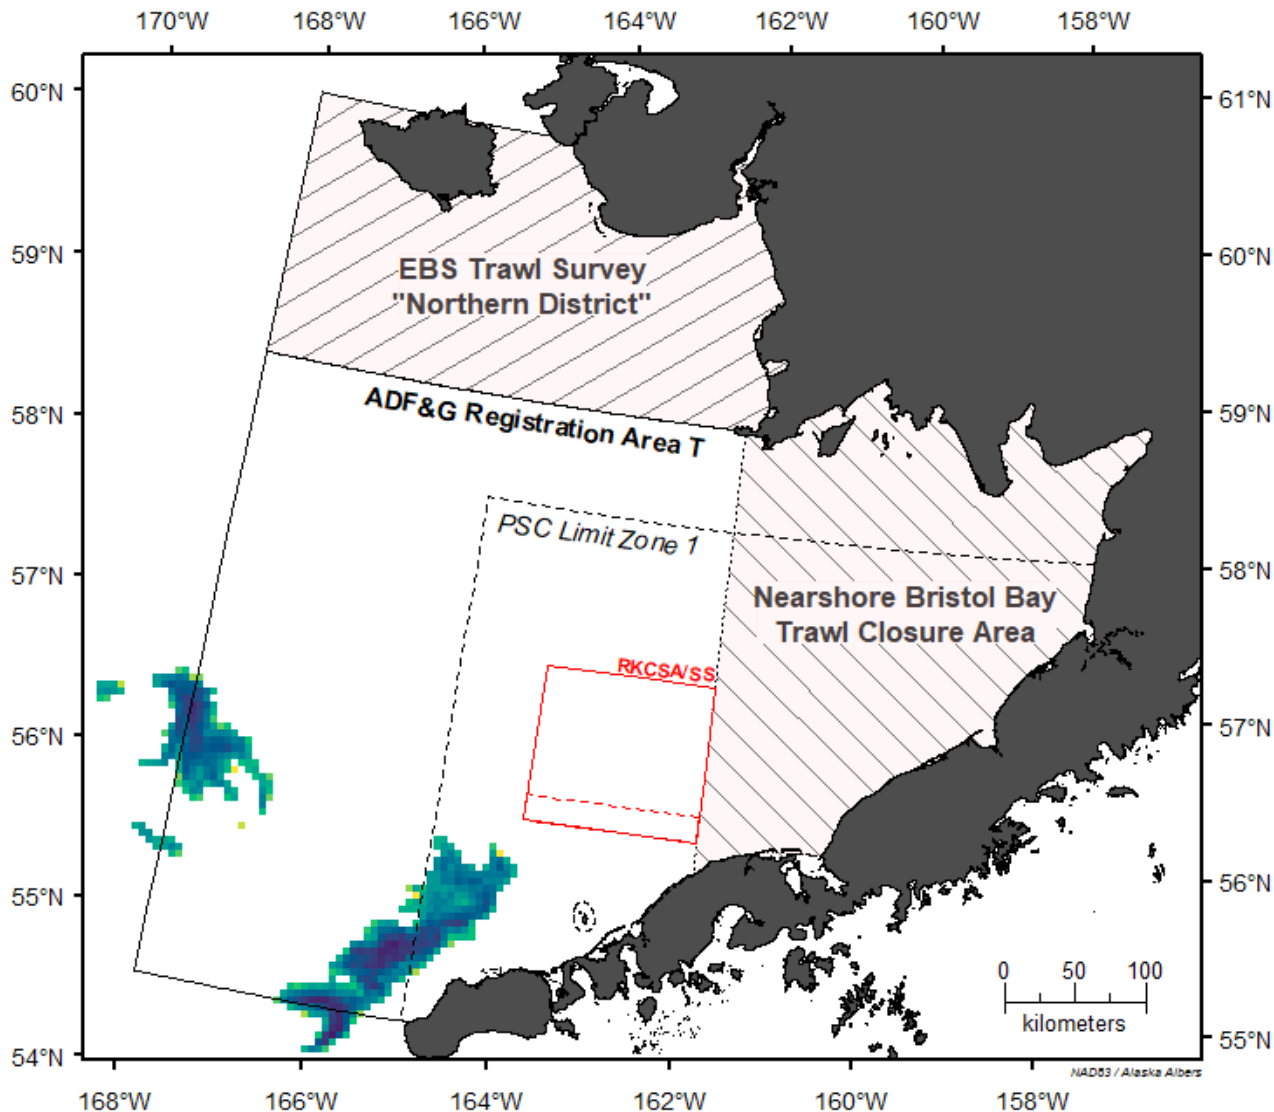 170°W 168°W 166°W 164°W 162°W 160°W 158°W
60°N
61°N
59°N
60°N
EBS Trawl Survey
"Northern District"
58°N
59°N
ADF&G Registration Area T
PSC Limit Zone 1
57°N
58°N
Nearshore Bristol Bay
Trawl Closure Area
RKCSA/SS
56°N
57°N
55°N
56°N
0 50 100
kilometers
54°N
55°N
NAD83 / Alaska Albers
168°W 166°W 164°W 162°W 160°W 158°W